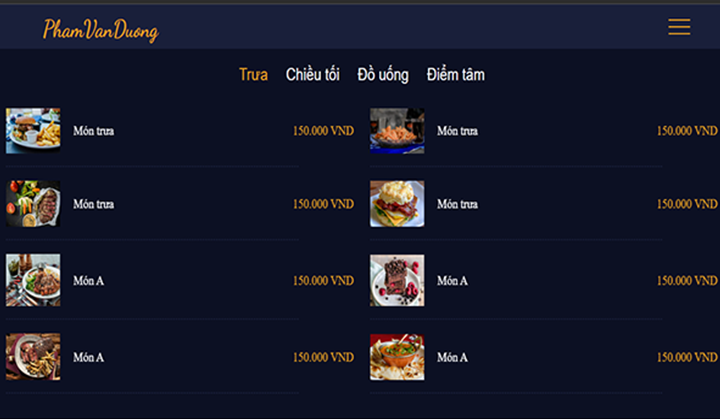 PhamVanDuong
Trưa Chiều tối Đồ uống Điểm tâm
Món trưa 150.000 VND Món trưa 150.000 VND
Món trưa 150.000 VND Món trưa 150.000 VND
Món A 150.000 VND Món A 150.000 VND
Món A 150.000 VND Món A 150.000 VND